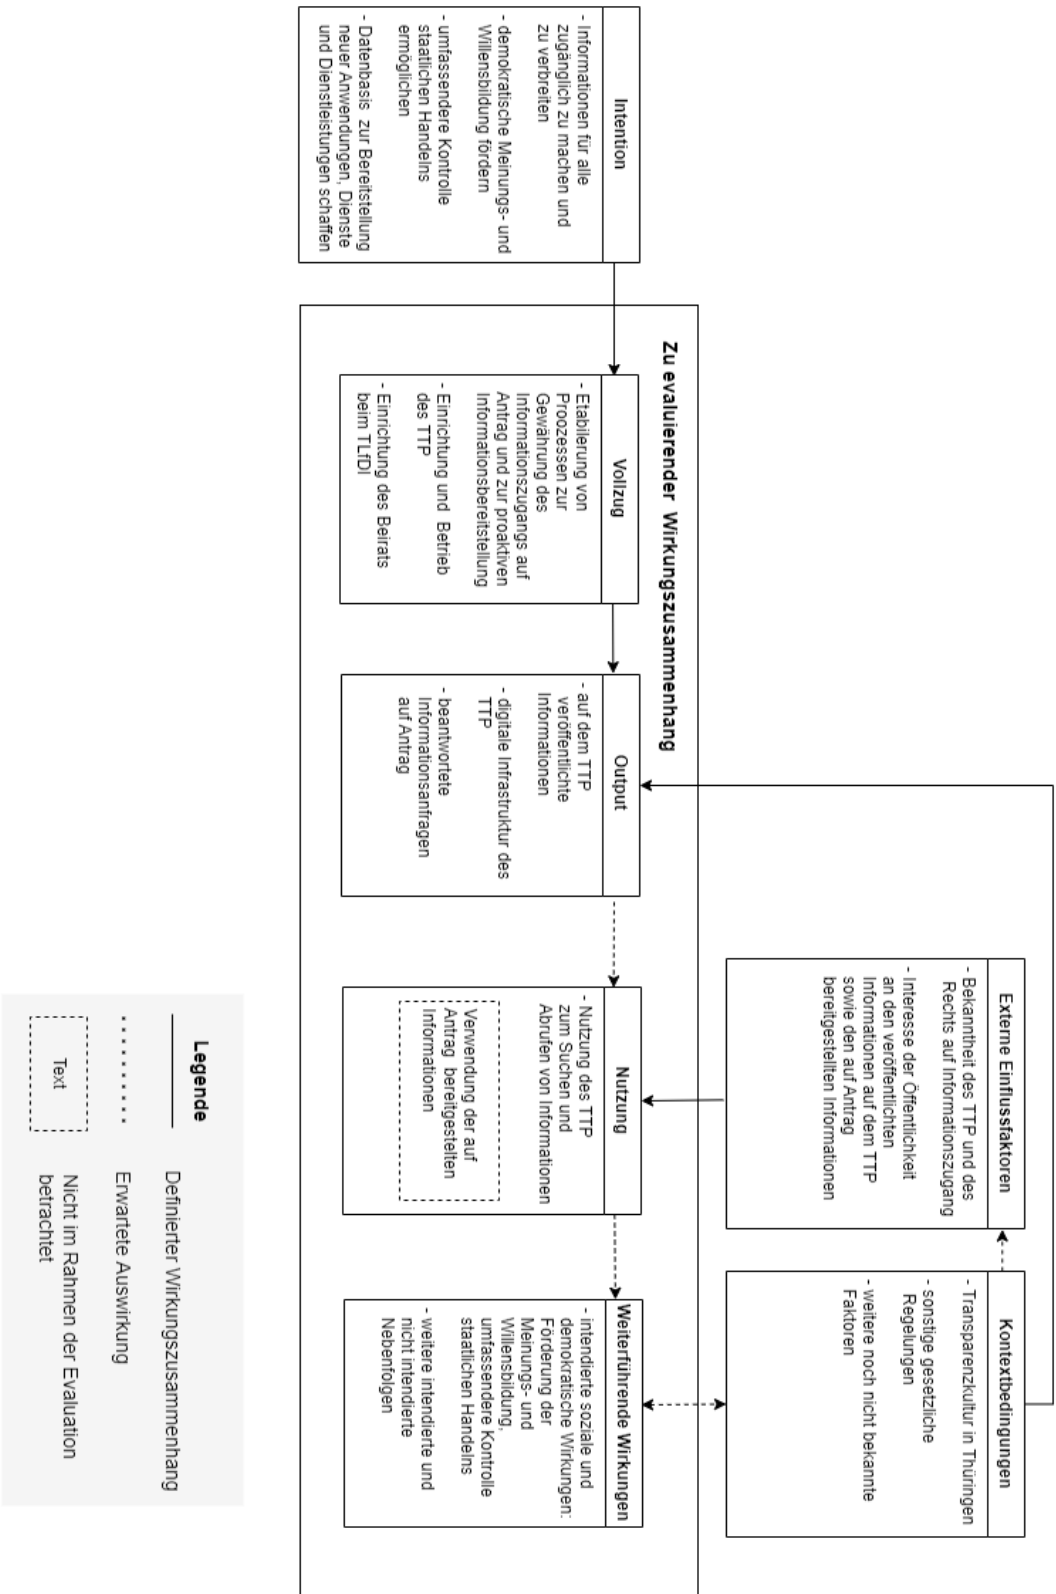 Intention
- Informationen für alle
zugänglich zu machen und
zu verbreiten
- demokratische Meinungs- und
Willensbildung fördern
- umfassendere Kontrolle
staatlichen Handelns
ermöglichen
- Datenbasis zur Bereitstellung
neuer Anwendungen, Dienste
und Dienstleistungen schaffen
Zu evaluierender Wirkungszusammenhang
Vollzug
- Etabilerung von
Proozessen zur
Gewährung des
Informationszugangs auf
Antrag und zur proaktiven
Informationsbereitstellung
- Einrichtung und Betrieb
des TTP
- Einrichtung des Beirats
beim TLfDI
Output
- auf dem TTP
veröffentlichte
Informationen
- digitale Infrastruktur des
TTP
- beantwortete
Informationsanfragen
auf Antrag
Nutzung
- Nutzung des TTP
zum Suchen und
Abrufen von Informationen
Verwendung der auf
Antrag bereitgestelten
Informationen
Weiterführende Wirkungen
- intendierte soziale und
demokratische Wirkungen:
Förderung der
Meinungs- und
Willensbildung,
umfassendere Kontrolle
staatlichen Handelns
- weitere intendierte und
nicht intendierte
Nebenfolgen
Externe Einflussfaktoren
- Bekanntheit des TTP und des
Rechts auf Informationszugang
- Interesse der Öffentlichkeit
an den veröffentlichten
Informationen auf dem TTP
sowie den auf Antrag
bereitgestellten Informationen
Kontextbedingungen
- Transparenzkultur in Thüringen
- sonstige gesetzliche
Regelungen
- weitere noch nicht bekannte
Faktoren
Legende
Definierter Wirkungszusammenhang
Erwartete Auswirkung
Text
Nicht im Rahmen der Evaluation
betrachtet